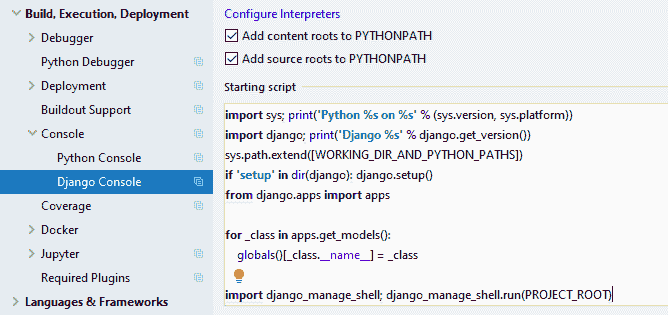 Build, Execution, Deployment
Debugger
Python Debugger
Deployment
Buildout Support
Console
Python Console
Django Console
Coverage
Docker
Jupyter
Required Plugins
Languages & Frameworks
Configure Interpreters
Add content roots to PYTHONPATH
Add source roots to PYTHONPATH
Starting script
import sys; print('Python %s on %s' % (sys.version, sys.platform))
import django; print('Django %s' % django.get_version())
sys.path.extend([WORKING_DIR_AND_PYTHON_PATHS])
if 'setup' in dir(django): django.setup()
from django.apps import apps
for _class in apps.get_models():
globals()[_class.__name__] = _class
import django_manage_shell; django_manage_shell.run(PROJECT_ROOT)